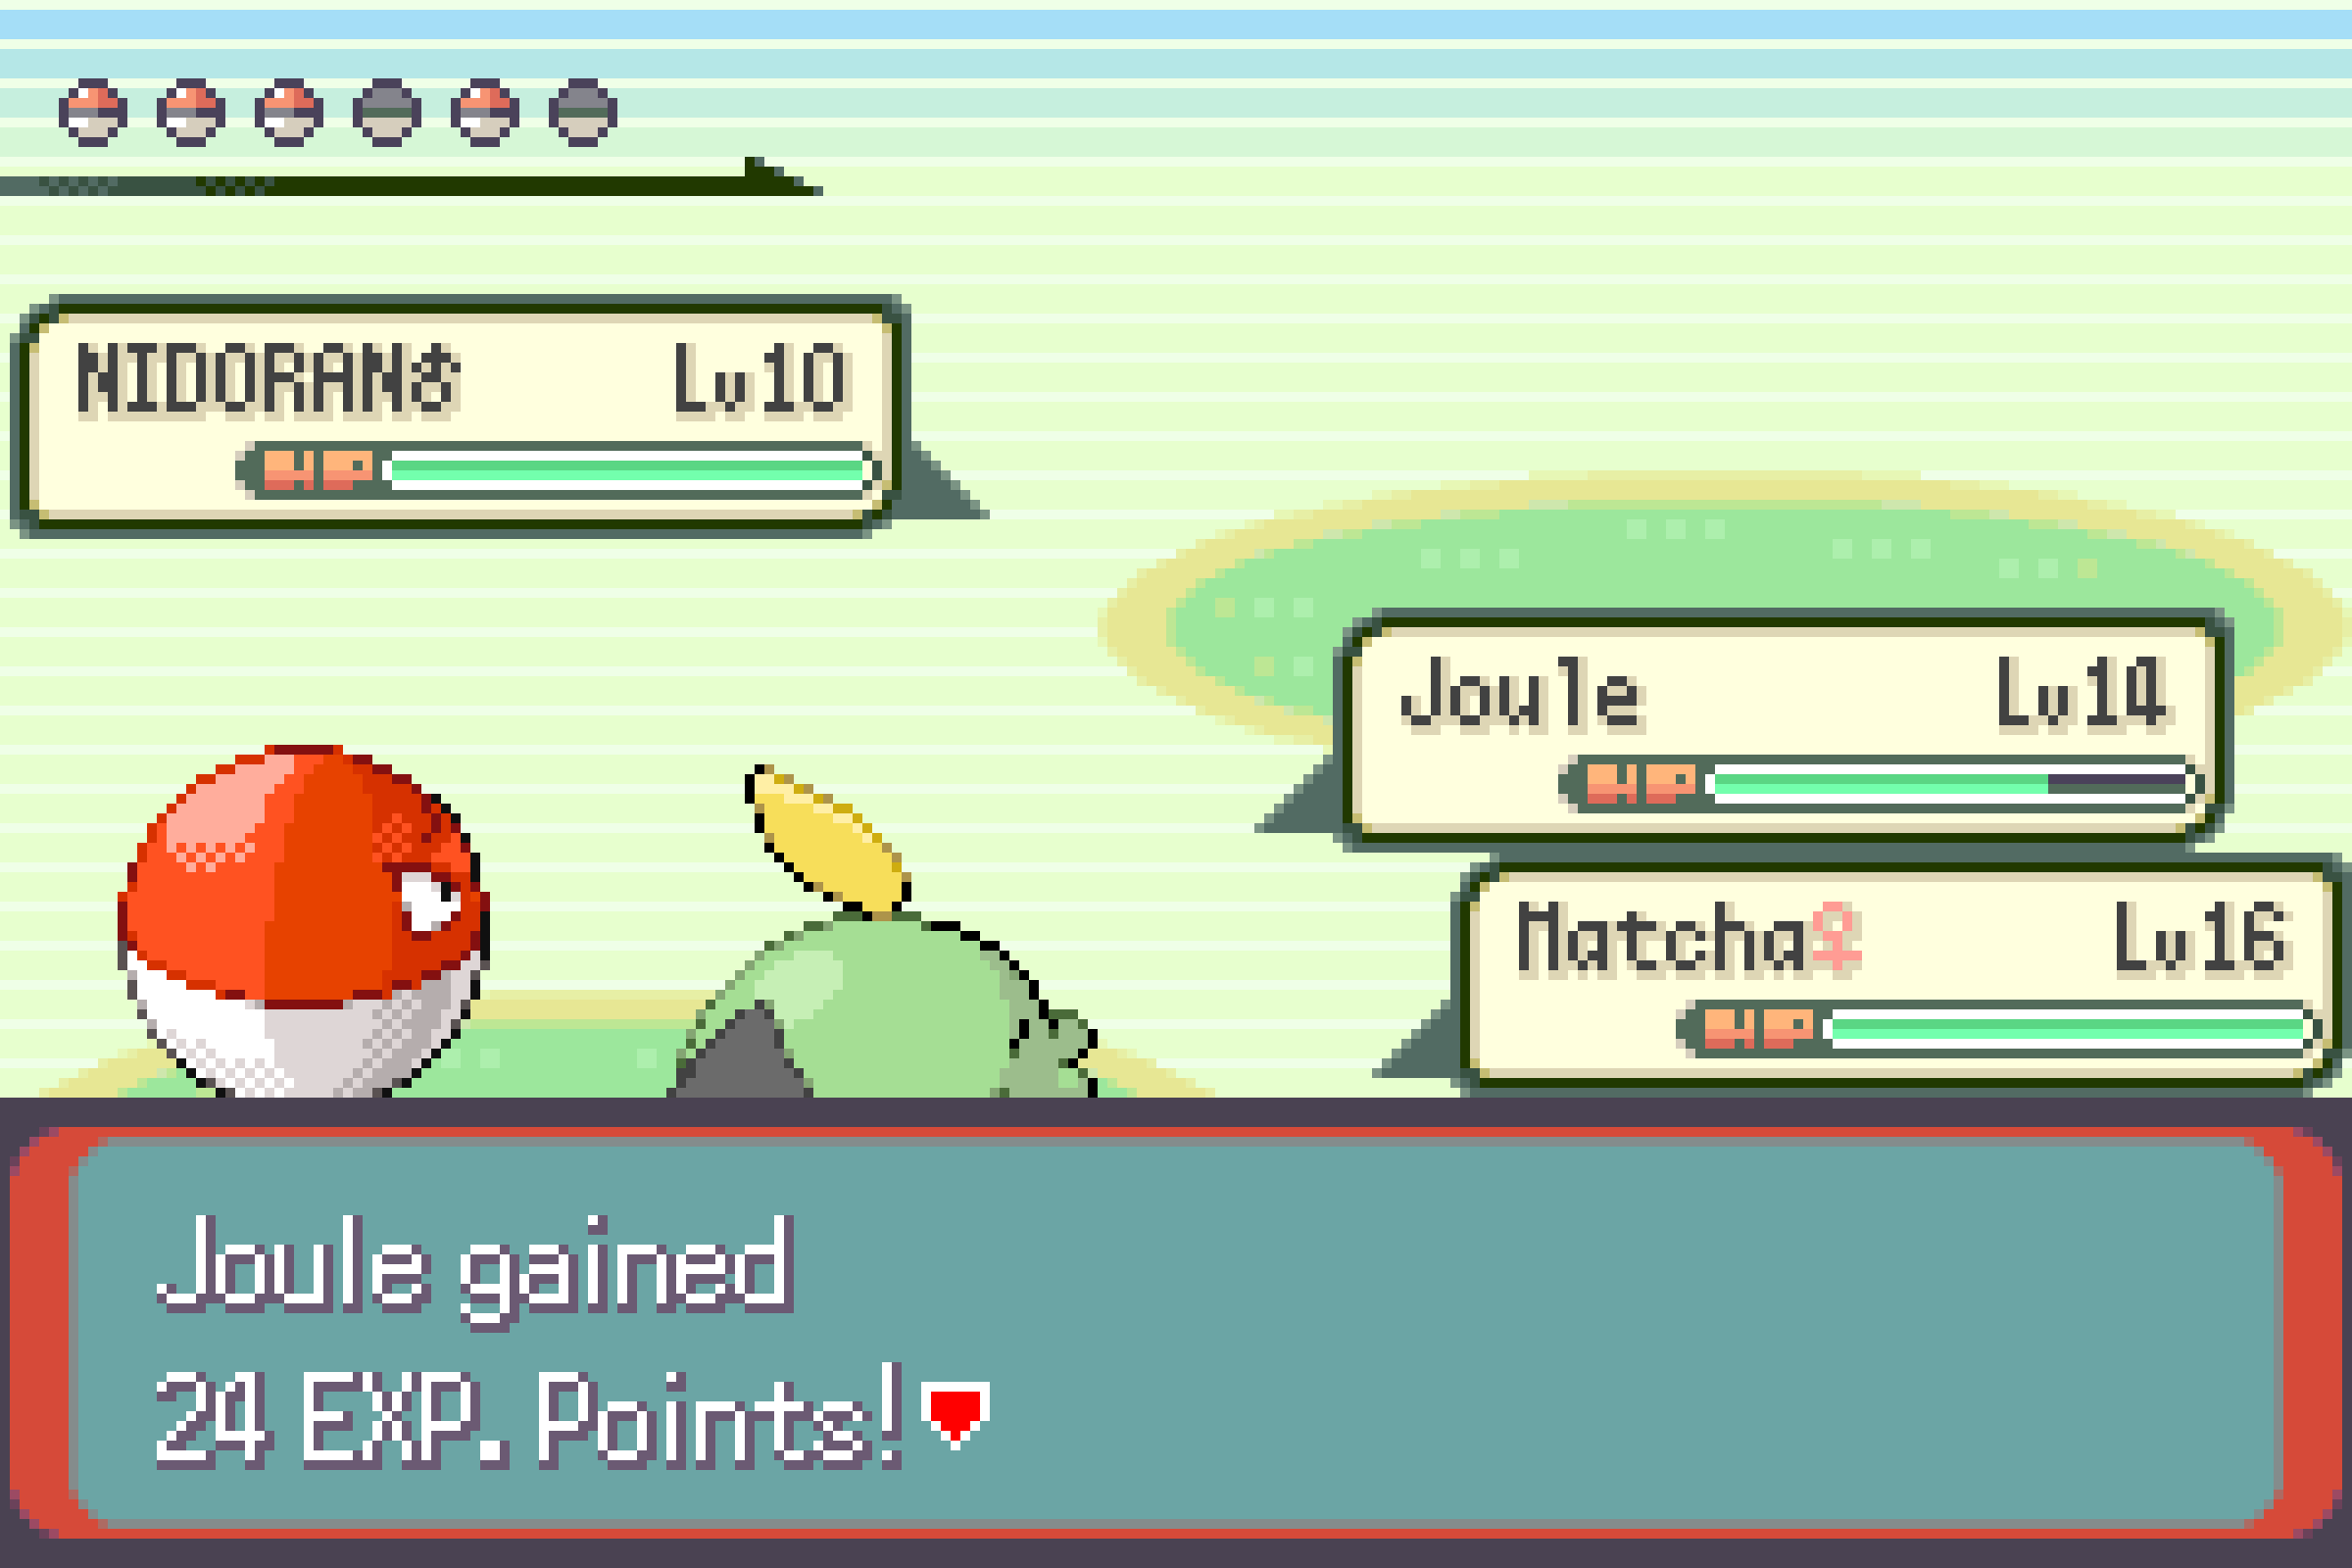 NIDORAN♂ Lv10
HP
Joule Lv14
HP
Matcha♀ Lv16
HP
Joule gained
24 EXP. Points!